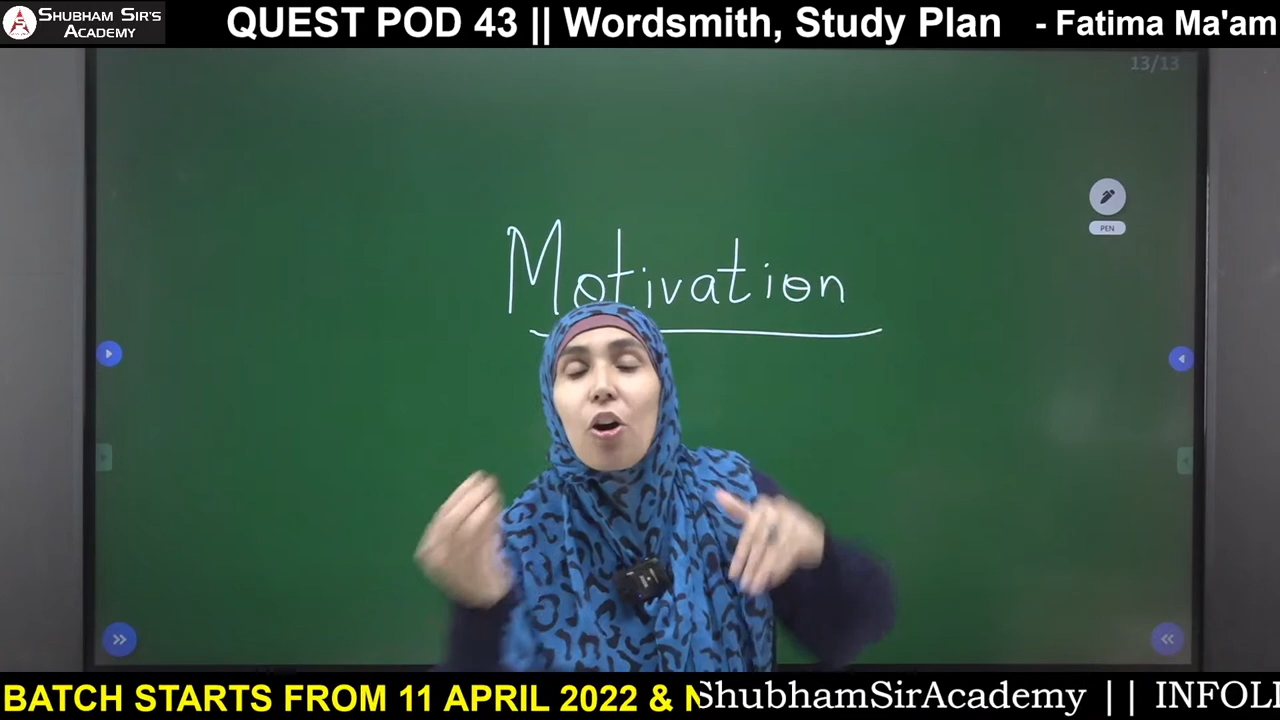 SHUBHAM SIR'S
ACADEMY
QUEST POD 43 || Wordsmith, Study Plan - Fatima Ma'am
13/13
PEN
Motivation
BATCH STARTS FROM 11 APRIL 2022 &
ShubhamSirAcademy || INFOLI